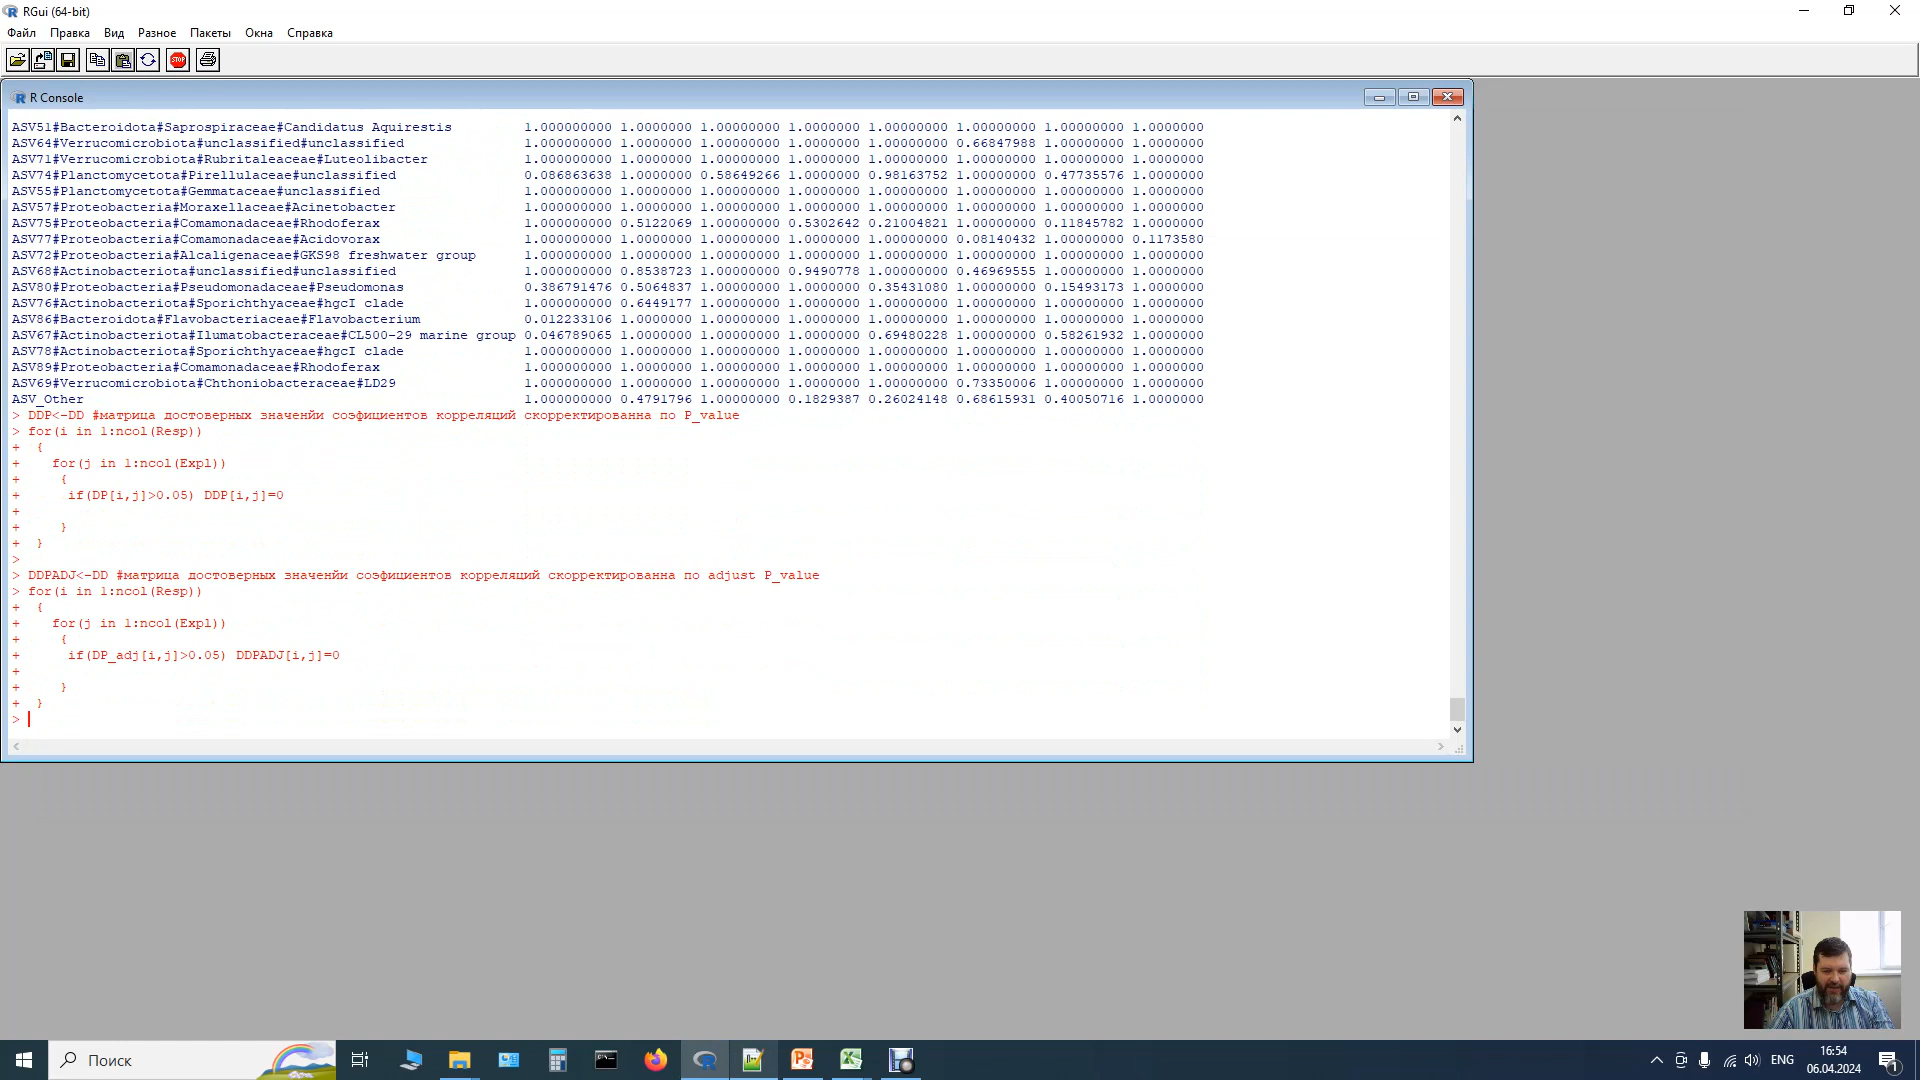 RGui (64-bit)
Файл Правка Вид Разное Пакеты Окна Справка
STOP
R Console
ASV51#Bacteroidota#Saprospiraceae#Candidatus Aquirestis 1.000000000 1.0000000 1.00000000 1.0000000 1.00000000 1.00000000 1.00000000 1.0000000
ASV64#Verrucomicrobiota#unclassified#unclassified 1.000000000 1.0000000 1.00000000 1.0000000 1.00000000 0.66847988 1.00000000 1.0000000
ASV71#Verrucomicrobiota#Rubritaleaceae#Luteolibacter 1.000000000 1.0000000 1.00000000 1.0000000 1.00000000 1.00000000 1.00000000 1.0000000
ASV74#Planctomycetota#Pirellulaceae#unclassified 0.086863638 1.0000000 0.58649266 1.0000000 0.98163752 1.00000000 0.47735576 1.0000000
ASV55#Planctomycetota#Gemmataceae#unclassified 1.000000000 1.0000000 1.00000000 1.0000000 1.00000000 1.00000000 1.00000000 1.0000000
ASV57#Proteobacteria#Moraxellaceae#Acinetobacter 1.000000000 1.0000000 1.00000000 1.0000000 1.00000000 1.00000000 1.00000000 1.0000000
ASV75#Proteobacteria#Comamonadaceae#Rhodoferax 1.000000000 0.5122069 1.00000000 0.5302642 0.21004821 1.00000000 0.11845782 1.0000000
ASV77#Proteobacteria#Comamonadaceae#Acidovorax 1.000000000 1.0000000 1.00000000 1.0000000 1.00000000 0.08140432 1.00000000 0.1173580
ASV72#Proteobacteria#Alcaligenaceae#GKS98 freshwater group 1.000000000 1.0000000 1.00000000 1.0000000 1.00000000 1.00000000 1.00000000 1.0000000
ASV68#Actinobacteriota#unclassified#unclassified 1.000000000 0.8538723 1.00000000 0.9490778 1.00000000 0.46969555 1.00000000 1.0000000
ASV80#Proteobacteria#Pseudomonadaceae#Pseudomonas 0.386791476 0.5064837 1.00000000 1.0000000 0.35431080 1.00000000 0.15493173 1.0000000
ASV76#Actinobacteriota#Sporichthyaceae#hgcI clade 1.000000000 0.6449177 1.00000000 1.0000000 1.00000000 1.00000000 1.00000000 1.0000000
ASV86#Bacteroidota#Flavobacteriaceae#Flavobacterium 0.012233106 1.0000000 1.00000000 1.0000000 1.00000000 1.00000000 1.00000000 1.0000000
ASV67#Actinobacteriota#Ilumatobacteraceae#CL500-29 marine group 0.046789065 1.0000000 1.00000000 1.0000000 0.69480228 1.00000000 0.58261932 1.0000000
ASV78#Actinobacteriota#Sporichthyaceae#hgcI clade 1.000000000 1.0000000 1.00000000 1.0000000 1.00000000 1.00000000 1.00000000 1.0000000
ASV89#Proteobacteria#Comamonadaceae#Rhodoferax 1.000000000 1.0000000 1.00000000 1.0000000 1.00000000 1.00000000 1.00000000 1.0000000
ASV69#Verrucomicrobiota#Chthoniobacteraceae#LD29 1.000000000 1.0000000 1.00000000 1.0000000 1.00000000 0.73350006 1.00000000 1.0000000
ASV_Other 1.000000000 0.4791796 1.00000000 0.1829387 0.26024148 0.68615931 0.40050716 1.0000000
> DDP<-DD #матрица достоверных значенйи соэфициентов корреляций скорректированна по P_value
> for(i in 1:ncol(Resp))
+ {
+ for(j in 1:ncol(Expl))
+ {
+ if(DP[i,j]>0.05) DDP[i,j]=0
+
+ }
+ }
>
> DDPADJ<-DD #матрица достоверных значенйи соэфициентов корреляций скорректированна по adjust P_value
> for(i in 1:ncol(Resp))
+ {
+ for(j in 1:ncol(Expl))
+ {
+ if(DP_adj[i,j]>0.05) DDPADJ[i,j]=0
+
+ }
+ }
>
Поиск
ENG
16:54
06.04.2024
1